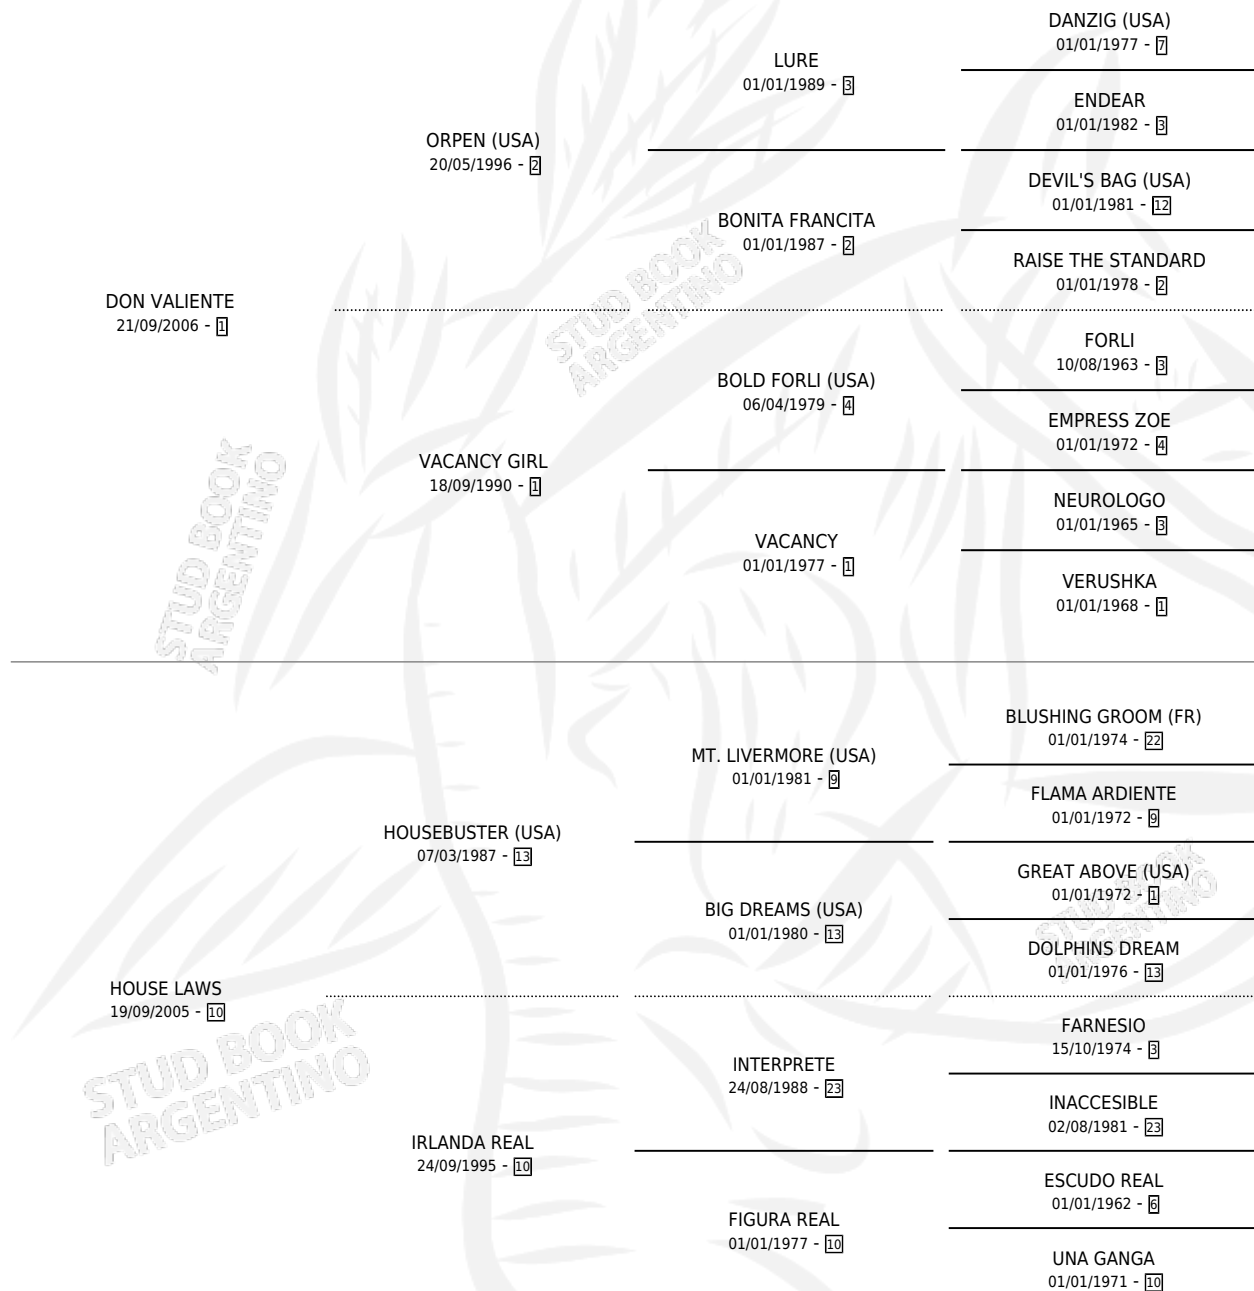 DON VALIENTE
21/09/2006 - 1
ORPEN (USA)
20/05/1996 - 2
VACANCY GIRL
18/09/1990 - 1
LURE
01/01/1989 - 3
BONITA FRANCITA
01/01/1987 - 2
BOLD FORLI (USA)
06/04/1979 - 4
VACANCY
01/01/1977 - 1
DANZIG (USA)
01/01/1977 - 7
ENDEAR
01/01/1982 - 3
DEVIL'S BAG (USA)
01/01/1981 - 12
RAISE THE STANDARD
01/01/1978 - 2
FORLI
10/08/1963 - 3
EMPRESS ZOE
01/01/1972 - 4
NEUROLOGO
01/01/1965 - 3
VERUSHKA
01/01/1968 - 1
HOUSE LAWS
19/09/2005 - 10
HOUSEBUSTER (USA)
07/03/1987 - 13
IRLANDA REAL
24/09/1995 - 10
MT. LIVERMORE (USA)
01/01/1981 - 9
BIG DREAMS (USA)
01/01/1980 - 13
INTERPRETE
24/08/1988 - 23
FIGURA REAL
01/01/1977 - 10
BLUSHING GROOM (FR)
01/01/1974 - 22
FLAMA ARDIENTE
01/01/1972 - 9
GREAT ABOVE (USA)
01/01/1972 - 1
DOLPHINS DREAM
01/01/1976 - 13
FARNESIO
15/10/1974 - 3
INACCESIBLE
02/08/1981 - 23
ESCUDO REAL
01/01/1962 - 6
UNA GANGA
01/01/1971 - 10
STUD BOOK
ARGENTINO
STUD BOOK
ARGENTINO
STUD BOOK
ARGENTINO
STUD BOOK
ARGENTINO